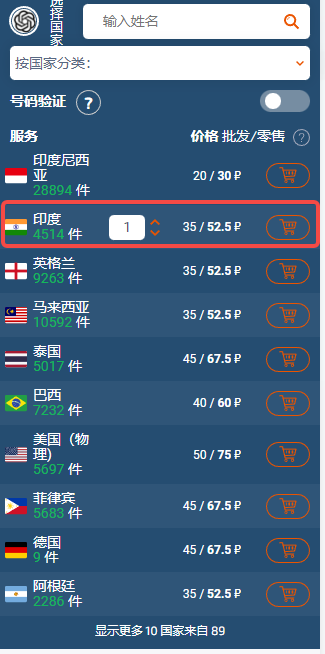 选择
国家
输入姓名
按国家分类：
号码验证 ?
服务 价格 批发/零售 ?
印度尼西
亚
28894 件
20 / 30 ₽
印度
4514 件
1
35 / 52.5 ₽
英格兰
9263 件
35 / 52.5 ₽
马来西亚
10592 件
35 / 52.5 ₽
泰国
5017 件
45 / 67.5 ₽
巴西
7232 件
40 / 60 ₽
美国（物
理)
5697 件
50 / 75 ₽
菲律宾
5683 件
45 / 67.5 ₽
德国
9 件
45 / 67.5 ₽
阿根廷
2286 件
35 / 52.5 ₽
显示更多 10 国家来自 89